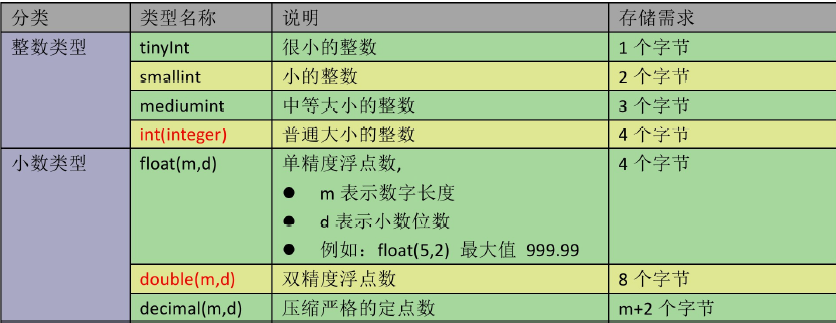 分类 类型名称 说明 存储需求
整数类型 tinyInt 很小的整数 1 个字节
smallint 小的整数 2 个字节
mediumint 中等大小的整数 3 个字节
int(integer) 普通大小的整数 4 个字节
小数类型 float(m,d) 单精度浮点数, 4 个字节
● m 表示数字长度
● d 表示小数位数
● 例如：float(5,2) 最大值 999.99
double(m,d) 双精度浮点数 8 个字节
decimal(m,d) 压缩严格的定点数 m+2 个字节